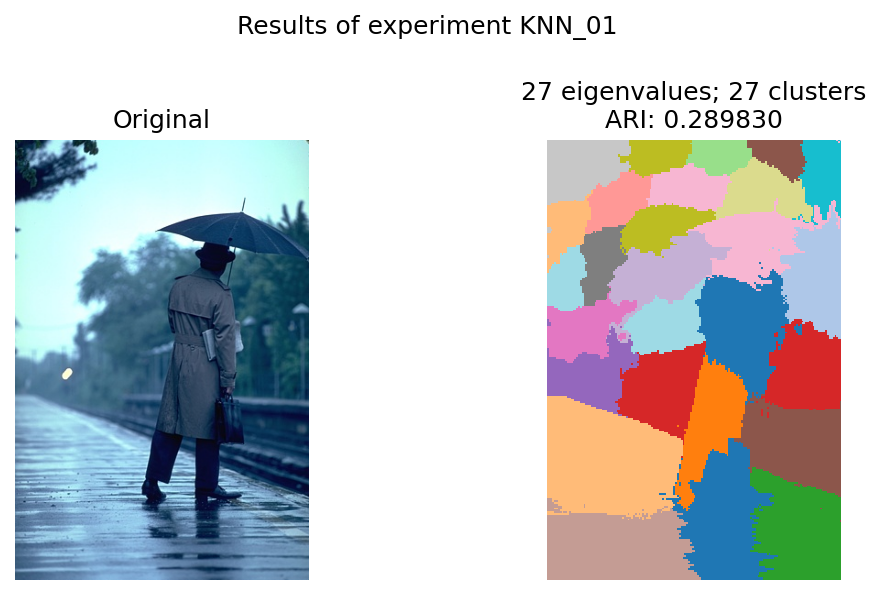 Results of experiment KNN_01
Original
27 eigenvalues; 27 clusters
ARI: 0.289830